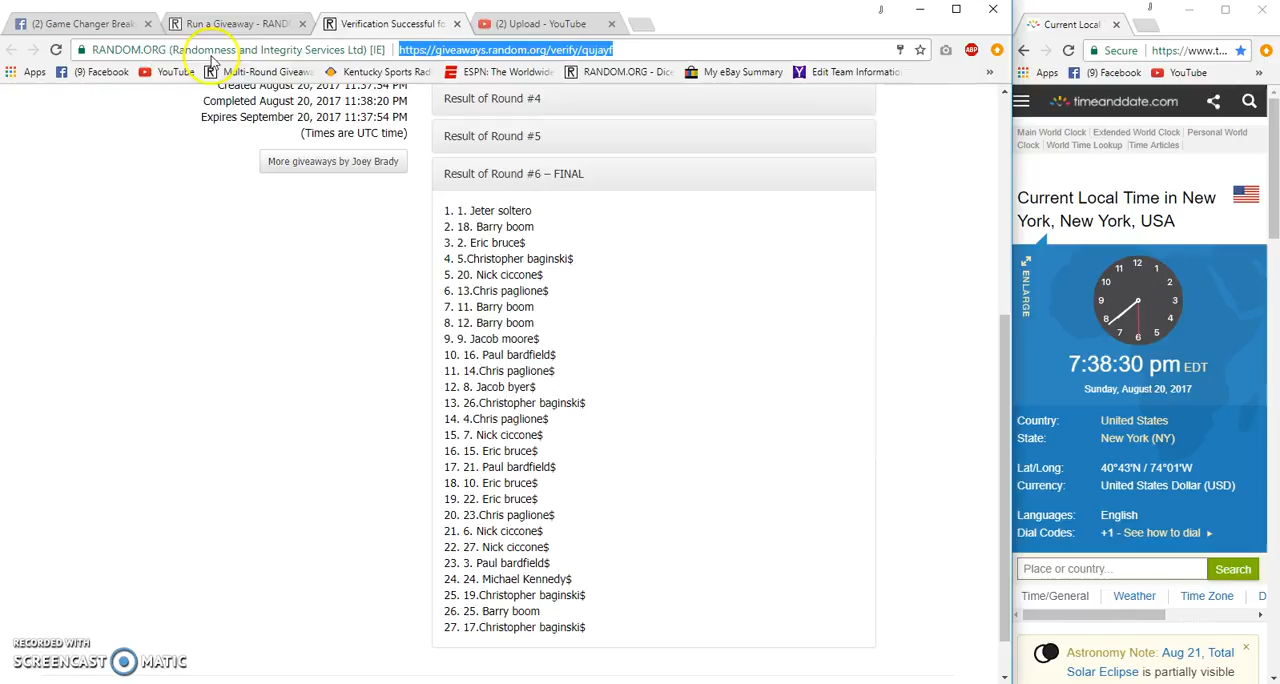 (2) Game Changer Break
Run a Giveaway - RAND
Verification Successful fo
(2) Upload - YouTube
RANDOM.ORG (Randomness and Integrity Services Ltd) [IE]
https://giveaways.random.org/verify/qujayf
Apps
(9) Facebook
YouTube
Multi-Round Giveawa
Kentucky Sports Rad
ESPN: The Worldwide
RANDOM.ORG - Dice
My eBay Summary
Edit Team Informatio
»
Created August 20, 2017 11:37:54 PM
Completed August 20, 2017 11:38:20 PM
Expires September 20, 2017 11:37:54 PM
(Times are UTC time)
More giveaways by Joey Brady
Result of Round #4
Result of Round #5
Result of Round #6 – FINAL
1. 1. Jeter soltero
2. 18. Barry boom
3. 2. Eric bruce$
4. 5.Christopher baginski$
5. 20. Nick ciccone$
6. 13.Chris paglione$
7. 11. Barry boom
8. 12. Barry boom
9. 9. Jacob moore$
10. 16. Paul bardfield$
11. 14.Chris paglione$
12. 8. Jacob byer$
13. 26.Christopher baginski$
14. 4.Chris paglione$
15. 7. Nick ciccone$
16. 15. Eric bruce$
17. 21. Paul bardfield$
18. 10. Eric bruce$
19. 22. Eric bruce$
20. 23.Chris paglione$
21. 6. Nick ciccone$
22. 27. Nick ciccone$
23. 3. Paul bardfield$
24. 24. Michael Kennedy$
25. 19.Christopher baginski$
26. 25. Barry boom
27. 17.Christopher baginski$
RECORDED WITH
SCREENCAST MATIC
Current Local
Secure
https://www.t...
Apps
(9) Facebook
YouTube
»
timeanddate.com
Main World Clock | Extended World Clock | Personal World
Clock | World Time Lookup | Time Articles
Current Local Time in New
York, New York, USA
ENLARGE
12
1
2
3
4
5
6
7
8
9
10
11
7:38:30 pm EDT
Sunday, August 20, 2017
Country: United States
State: New York (NY)
Lat/Long: 40°43'N / 74°01'W
Currency: United States Dollar (USD)
Languages: English
Dial Codes: +1 - See how to dial
Place or country...
Search
Time/General
Weather
Time Zone
D
Astronomy Note: Aug 21, Total
Solar Eclipse is partially visible